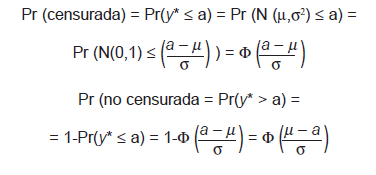 Pr (censurada) = Pr(y* ≤ a) = Pr (N (μ,σ²) ≤ a) =
Pr (N(0,1) ≤ (a – μ / σ) ) = Φ (a – μ / σ)
Pr (no censurada = Pr(y* > a) =
= 1-Pr(y* ≤ a) = 1-Φ (a – μ / σ) = Φ (μ – a / σ)